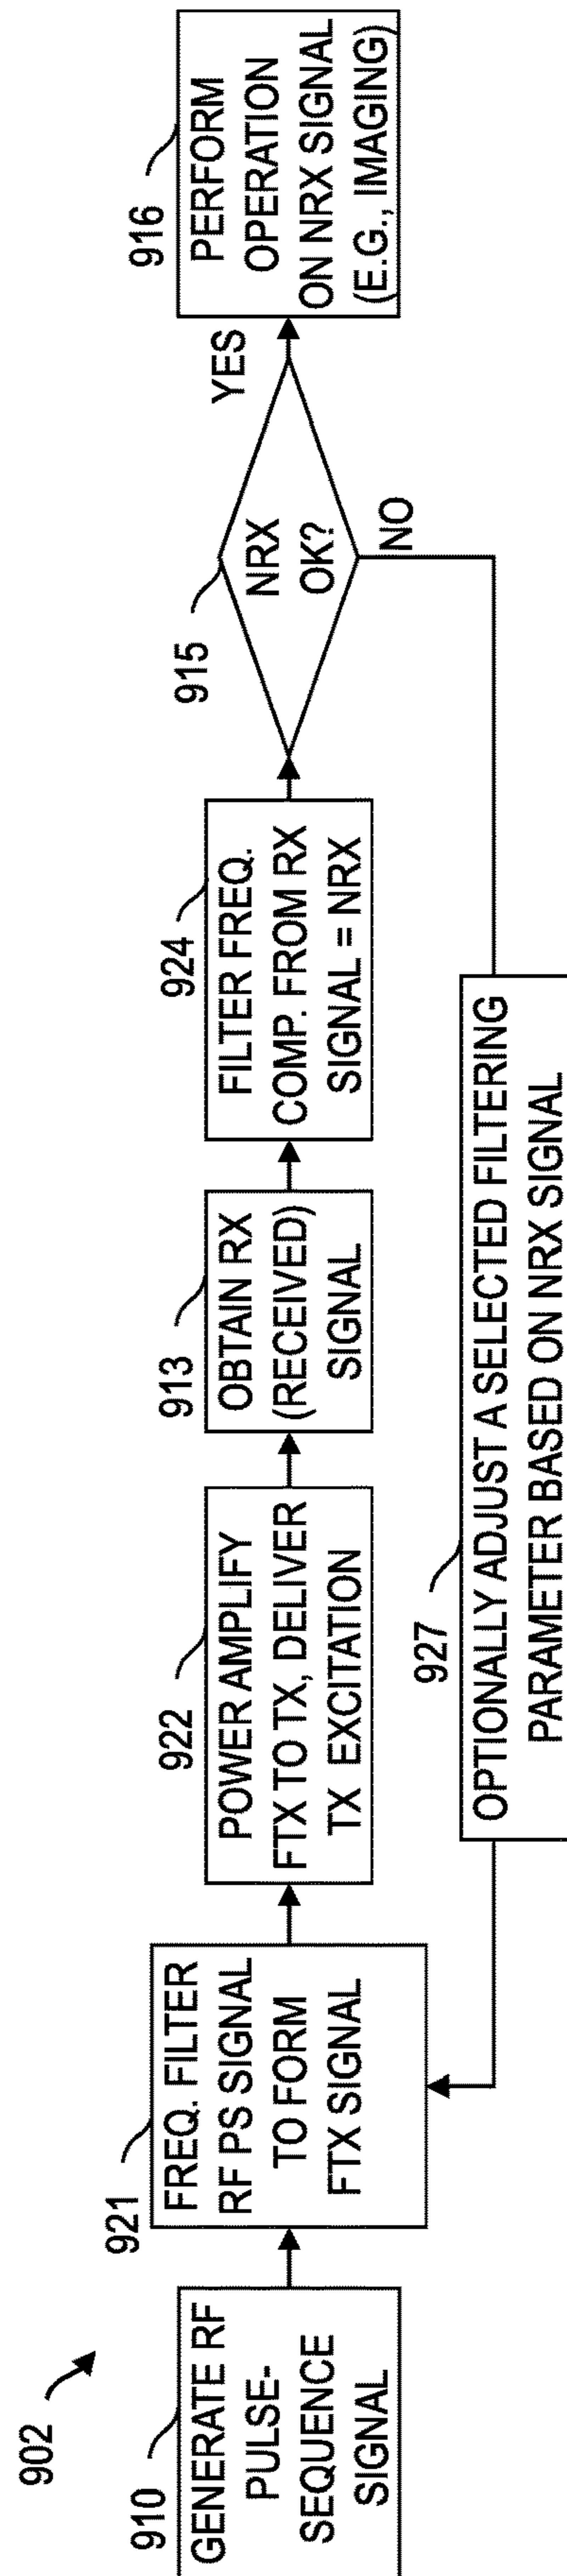 902
910
GENERATE RF
PULSE-
SEQUENCE
SIGNAL
921
FREQ. FILTER
RF PS SIGNAL
TO FORM
FTX SIGNAL
922
POWER AMPLIFY
FTX TO TX, DELIVER
TX EXCITATION
913
OBTAIN RX
(RECEIVED)
SIGNAL
924
FILTER FREQ.
COMP. FROM RX
SIGNAL = NRX
915
NRX
OK?
YES
NO
916
PERFORM
OPERATION
ON NRX SIGNAL
(E.G., IMAGING)
927
OPTIONALLY ADJUST A SELECTED FILTERING
PARAMETER BASED ON NRX SIGNAL